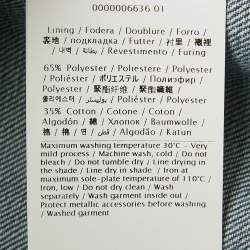 0000006636 01
Lining / Fodera / Doublure / Forro /
裏地 / подкладка / Futter / 衬里 / 襯裡
/ 내역 / بطانة / Revestimento / Furing
65% Polyester / Poliestere / Polyester /
Poliéster / ポリエステル / Полиэфир /
Polyester / 聚酯纤维 / 聚酯纖維 /
폴리에스터 / بوليستر / Poliéster / Polyester
35% Cotton / Cotone / Coton /
Algodón / 綿 / Хлопок / Baumwolle /
棉 / 棉 / 면 / قطن / Algodão / Katun
Maximum washing temperature 30°C - Very
mild process / Machine wash, cold / Do not
bleach / Do not tumble dry / Line drying in
the shade / Line dry in shade / Iron at
maximum sole-plate temperature of 110°C /
Iron, low / Do not dry clean / Wash
separately / Wash garment inside out /
Protect metallic accessories before washing.
/ Washed garment